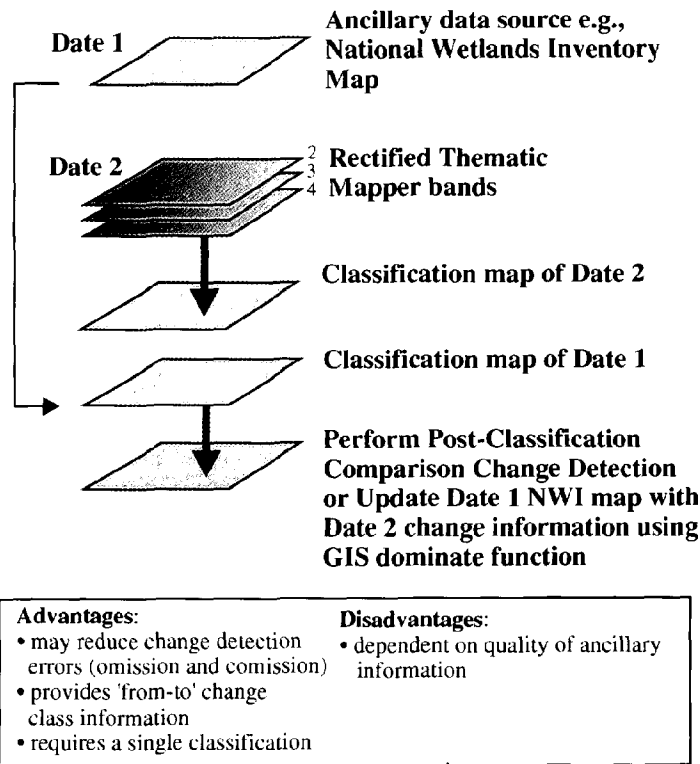 Date 1
Ancillary data source e.g.,
National Wetlands Inventory
Map
Date 2
2
3
4
Rectified Thematic
Mapper bands
Classification map of Date 2
Classification map of Date 1
Perform Post-Classification
Comparison Change Detection
or Update Date 1 NWI map with
Date 2 change information using
GIS dominate function
Advantages:
• may reduce change detection
errors (omission and comission)
• provides 'from-to' change
class information
• requires a single classification
Disadvantages:
• dependent on quality of ancillary
information